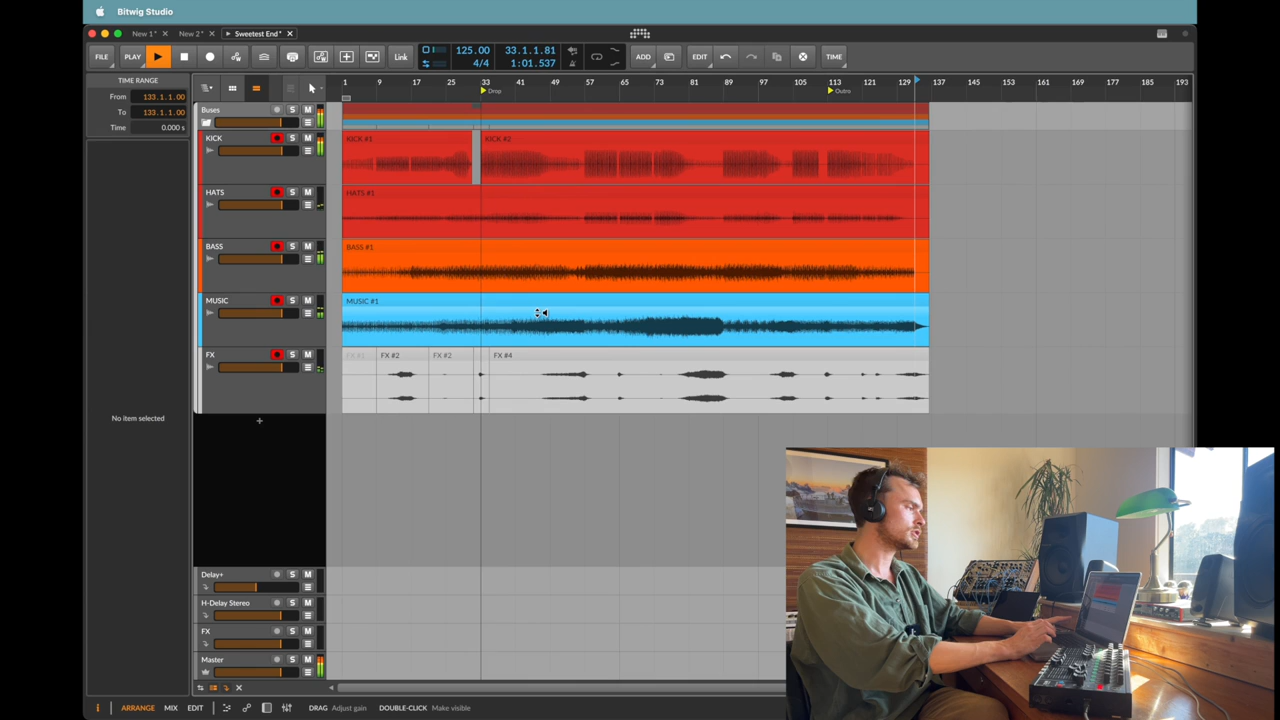 Bitwig Studio
New 1* × New 2* × Sweetest End* ×
FILE PLAY Link 125.00 4/4 33.1.1.81 1:01.537 ADD EDIT TIME
TIME RANGE
From 133.1.1.00
To 133.1.1.00
Time 0.000 s
No item selected
1 9 17 25 33 41 49 57 65 73 81 89 97 105 113 121 129 137 145 153 161 169 177 185 193
Drop Outro
Buses S M
KICK S M KICK #1 KICK #2
HATS S M HATS #1
BASS S M BASS #1
MUSIC S M MUSIC #1
FX S M FX #1 FX #2 FX #2 FX #4
+
Delay+ S M
H-Delay Stereo S M
FX S M
Master S M
i ARRANGE MIX EDIT DRAG Adjust gain DOUBLE-CLICK Make visible